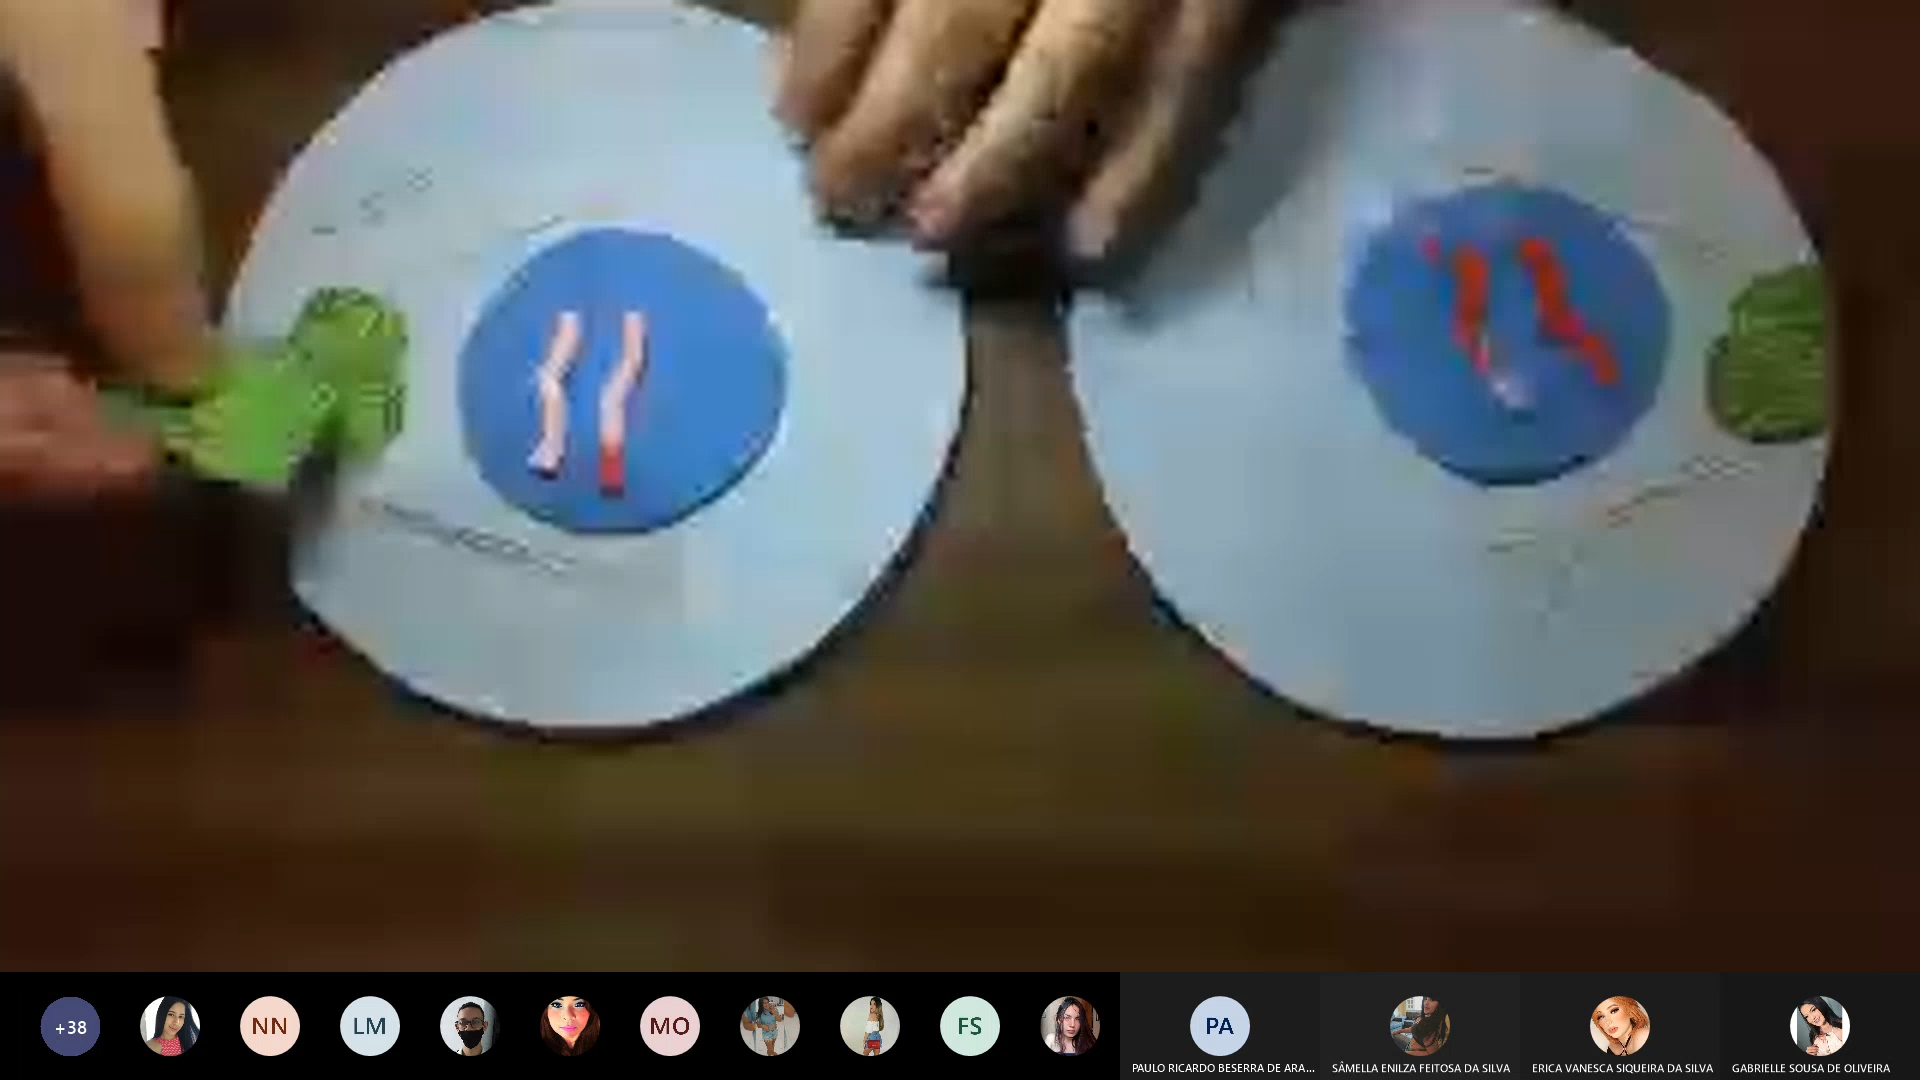 +38
NN
LM
MO
FS
PA
PAULO RICARDO BESERRA DE ARA...
SÂMELLA ENILZA FEITOSA DA SILVA
ERICA VANESCA SIQUEIRA DA SILVA
GABRIELLE SOUSA DE OLIVEIRA